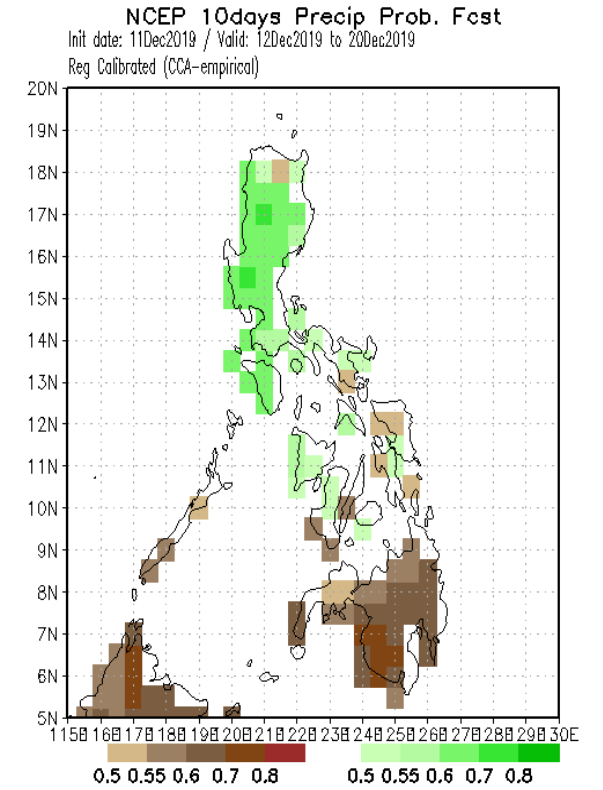 NCEP 10days Precip Prob. Fcst
Init date: 11Dec2019 / Valid: 12Dec2019 to 20Dec2019
Reg Calibrated (CCA-empirical)
20N
19N
18N
17N
16N
15N
14N
13N
12N
11N
10N
9N
8N
7N
6N
5N
115E 116E 117E 118E 119E 120E 121E 122E 123E 124E 125E 126E 127E 128E 129E 130E
0.5 0.55 0.6 0.7 0.8 0.5 0.55 0.6 0.7 0.8